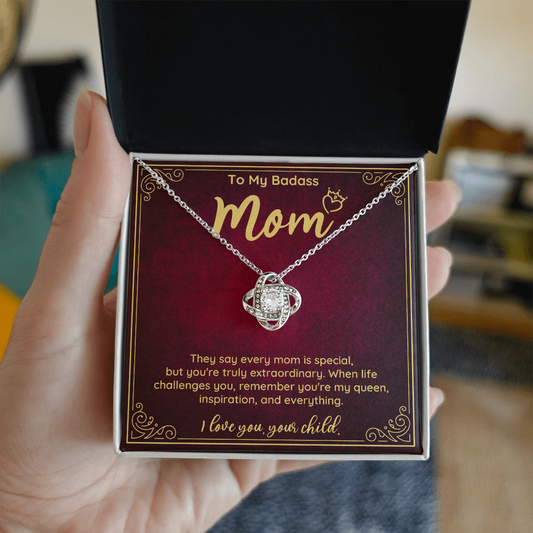 To My Badass
Mom
They say every mom is special,
but you're truly extraordinary. When life
challenges you, remember you're my queen,
inspiration, and everything.
I love you, your child.